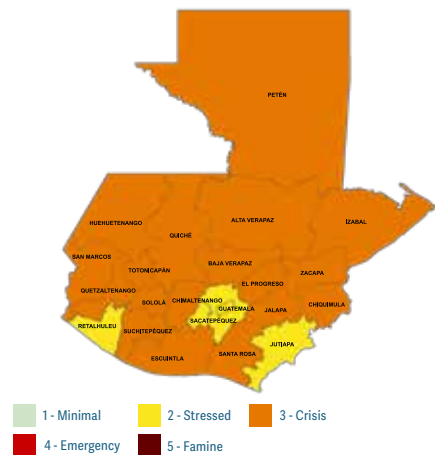 PETÉN
HUEHUETENANGO
QUICHÉ
ALTA VERAPAZ
IZABAL
SAN MARCOS
TOTONICAPÁN
BAJA VERAPAZ
ZACAPA
QUETZALTENANGO
SOLOLÁ
CHIMALTENANGO
EL PROGRESO
GUATEMALA
JALAPA
CHIQUIMULA
RETALHULEU
SUCHITEPÉQUEZ
SACATEPÉQUEZ
JUTIAPA
ESCUINTLA
SANTA ROSA
1 - Minimal
2 - Stressed
3 - Crisis
4 - Emergency
5 - Famine